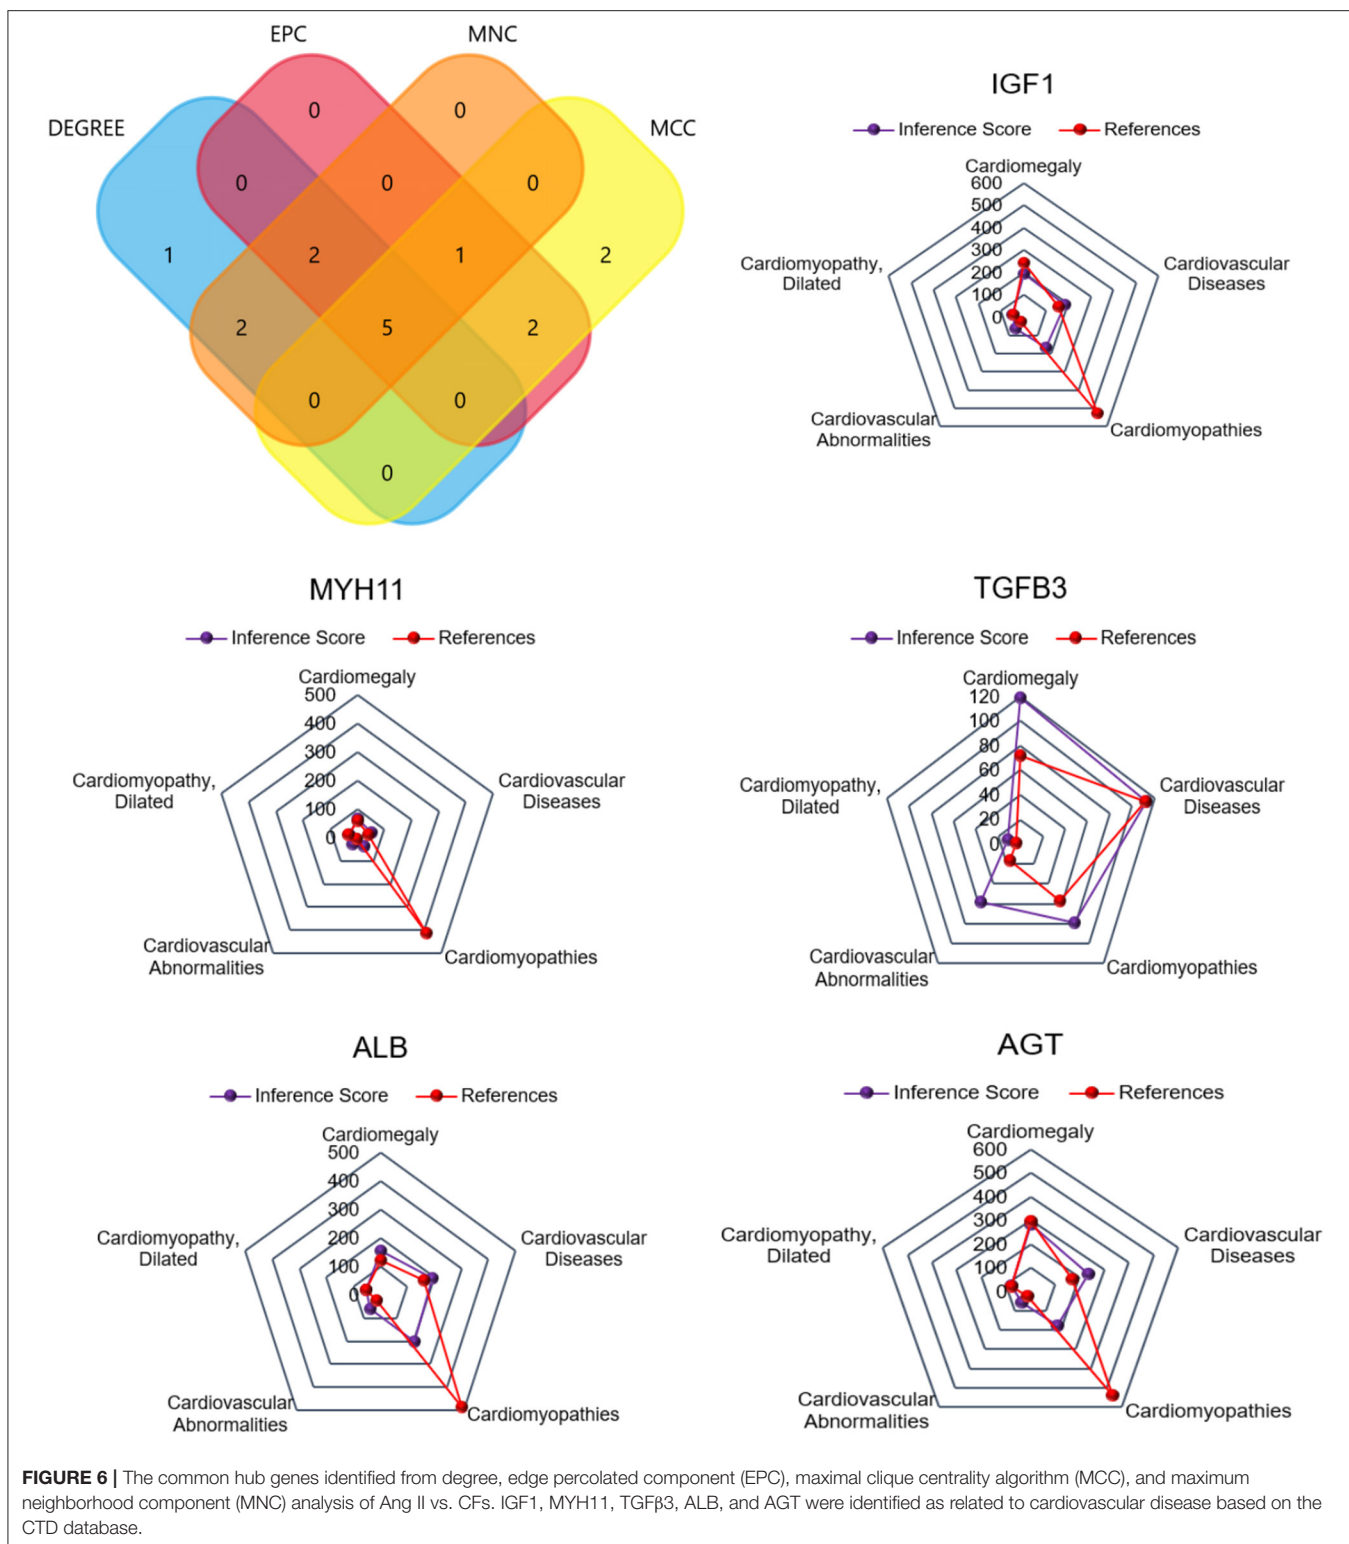 EPC
MNC
DEGREE
MCC
0
0
0
0
0
1
2
1
2
2
5
2
0
0
0
IGF1
Inference Score References
Cardiomegaly
600
500
400
300
200
100
0
Cardiovascular
Diseases
Cardiomyopathies
Cardiovascular
Abnormalities
Cardiomyopathy,
Dilated
MYH11
Inference Score References
Cardiomegaly
500
400
300
200
100
0
Cardiovascular
Diseases
Cardiomyopathies
Cardiovascular
Abnormalities
Cardiomyopathy,
Dilated
TGFB3
Inference Score References
Cardiomegaly
120
100
80
60
40
20
0
Cardiovascular
Diseases
Cardiomyopathies
Cardiovascular
Abnormalities
Cardiomyopathy,
Dilated
ALB
Inference Score References
Cardiomegaly
500
400
300
200
100
0
Cardiovascular
Diseases
Cardiomyopathies
Cardiovascular
Abnormalities
Cardiomyopathy,
Dilated
AGT
Inference Score References
Cardiomegaly
600
500
400
300
200
100
0
Cardiovascular
Diseases
Cardiomyopathies
Cardiovascular
Abnormalities
Cardiomyopathy,
Dilated
FIGURE 6 | The common hub genes identified from degree, edge percolated component (EPC), maximal clique centrality algorithm (MCC), and maximum
neighborhood component (MNC) analysis of Ang II vs. CFs. IGF1, MYH11, TGFβ3, ALB, and AGT were identified as related to cardiovascular disease based on the
CTD database.